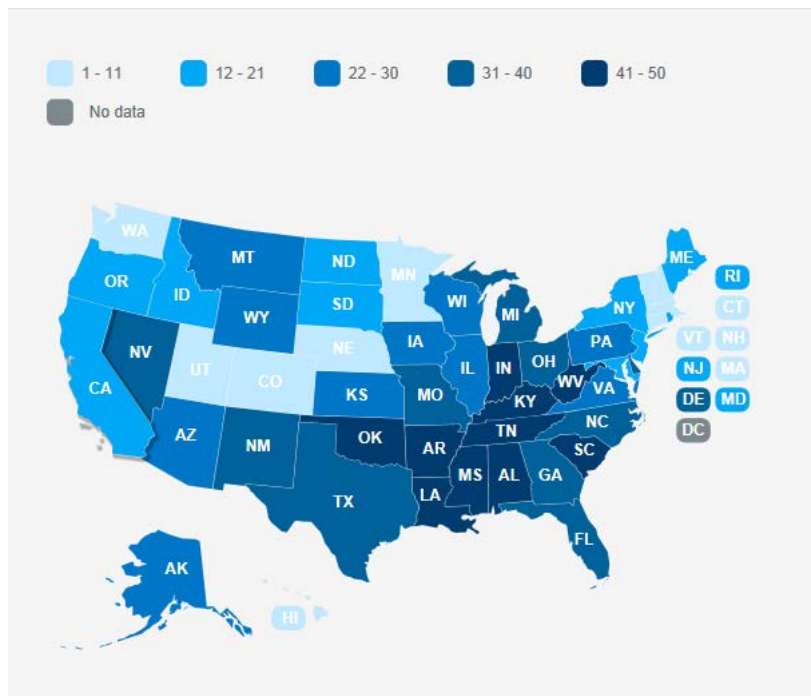 1 - 11
12 - 21
22 - 30
31 - 40
41 - 50
No data
WA
MT
ND
MN
ME
RI
OR
ID
SD
WI
MI
NY
CT
WY
IA
PA
VT
NH
NV
UT
NE
IL
IN
OH
NJ
MA
CA
CO
KS
MO
WV
VA
DE
MD
KY
AZ
NM
OK
AR
TN
NC
DC
SC
MS
AL
GA
TX
LA
FL
AK
HI